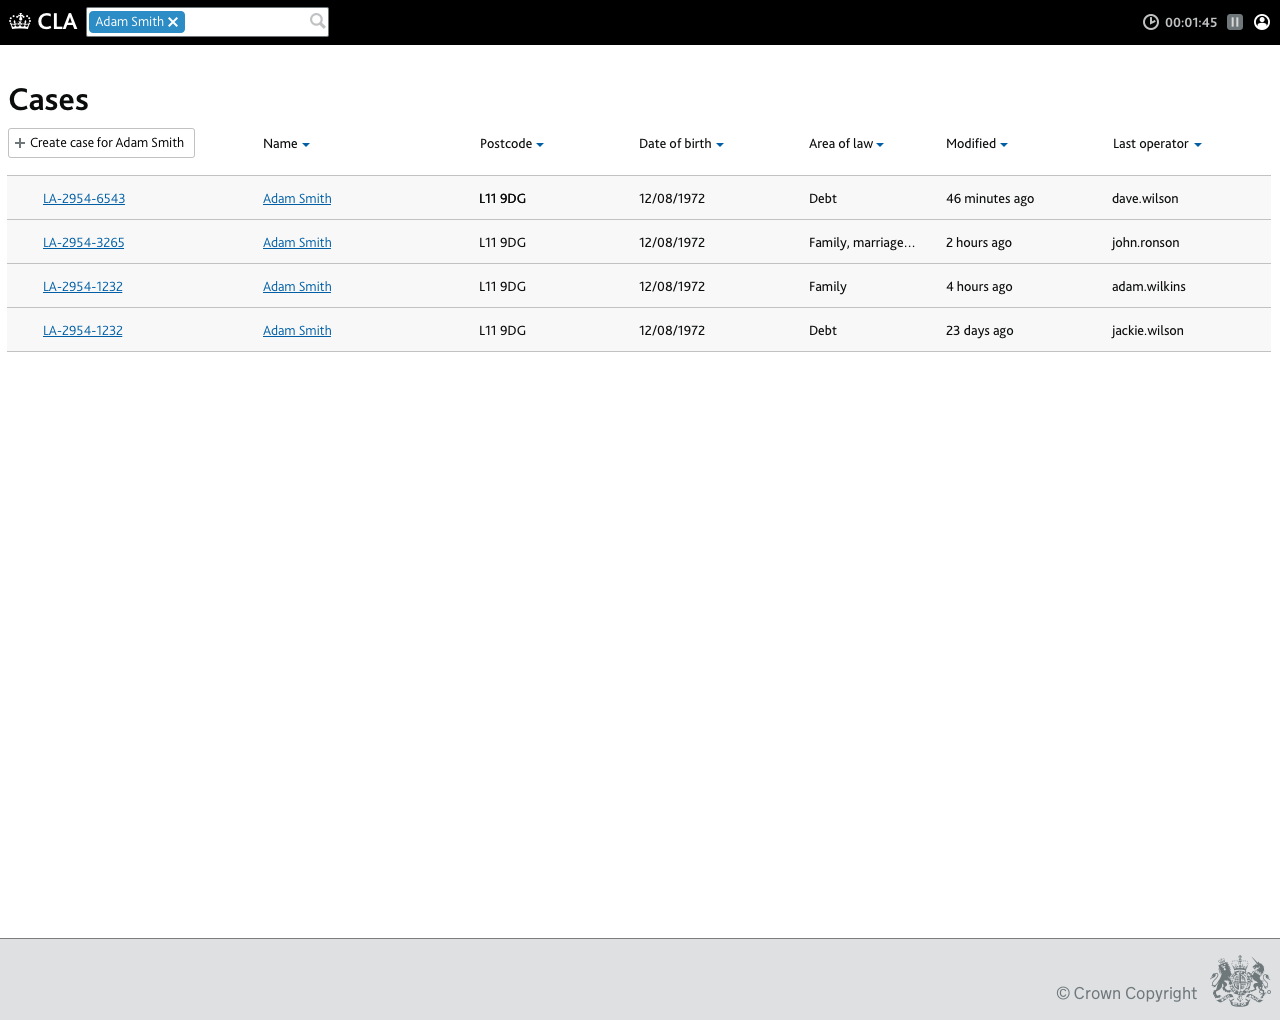 CLA Adam Smith 00:01:45
Cases
Create case for Adam Smith Name Postcode Date of birth Area of law Modified Last operator
LA-2954-6543 Adam Smith L11 9DG 12/08/1972 Debt 46 minutes ago dave.wilson
LA-2954-3265 Adam Smith L11 9DG 12/08/1972 Family, marriage... 2 hours ago john.ronson
LA-2954-1232 Adam Smith L11 9DG 12/08/1972 Family 4 hours ago adam.wilkins
LA-2954-1232 Adam Smith L11 9DG 12/08/1972 Debt 23 days ago jackie.wilson
© Crown Copyright